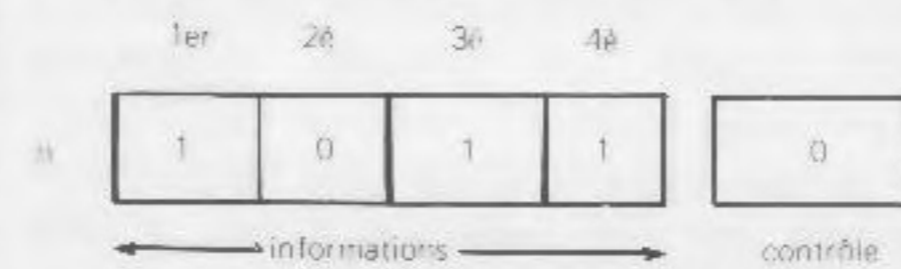 1er 2è 3è 4è
1 0 1 1 0
informations contrôle